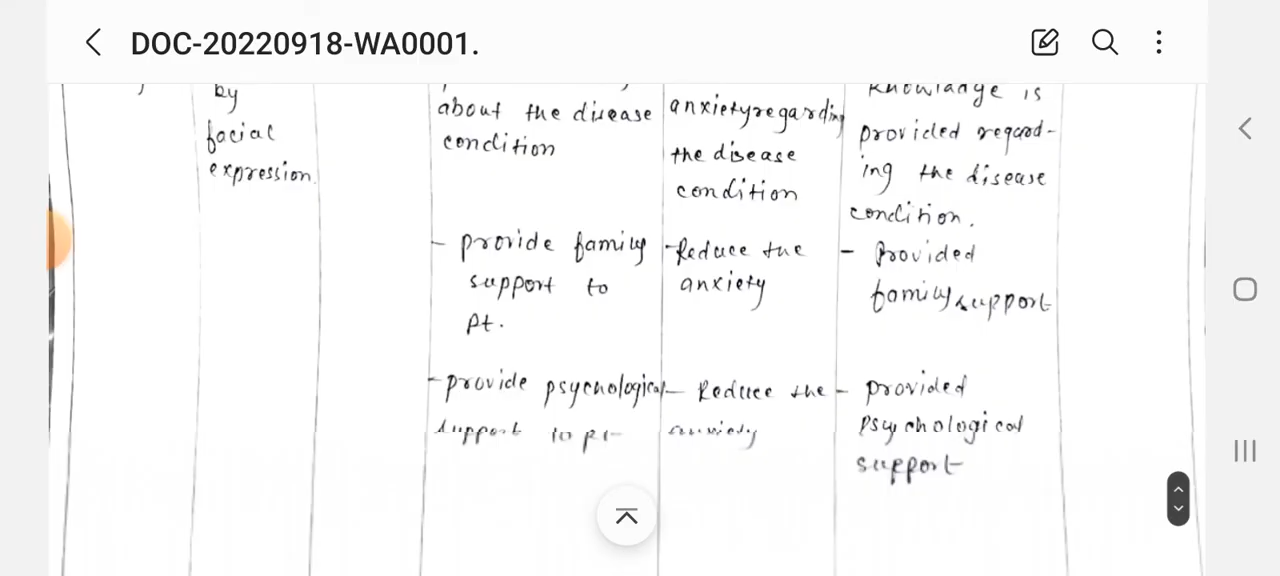 DOC-20220918-WA0001.
by
facial
expression.
about the disease
condition
- provide family
support to
pt.
- provide psychological
support to pt
anxiety regarding
the disease
condition
- Reduce the
anxiety
- Reduce the
anxiety
knowladge is
provided regard-
ing the disease
condition.
- Provided
family support
- provided
psychological
support